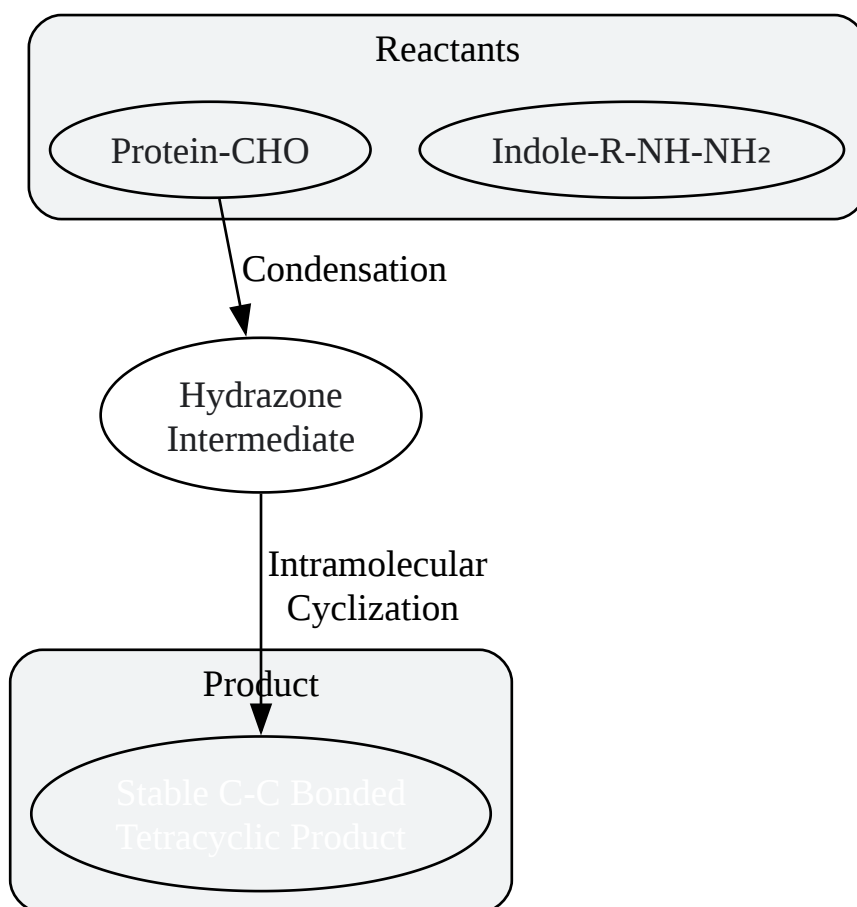 Reactants
Protein-CHO
Indole-R-NH-NH₂
Condensation
Hydrazone
Intermediate
Intramolecular
Cyclization
Product
Stable C-C Bonded
Tetracyclic Product